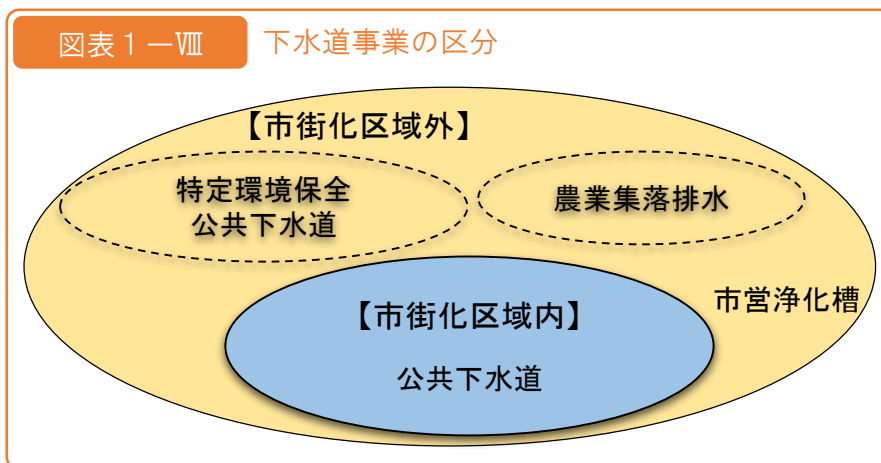 図表1－Ⅷ
下水道事業の区分
【市街化区域外】
特定環境保全
公共下水道
農業集落排水
市営浄化槽
【市街化区域内】
公共下水道